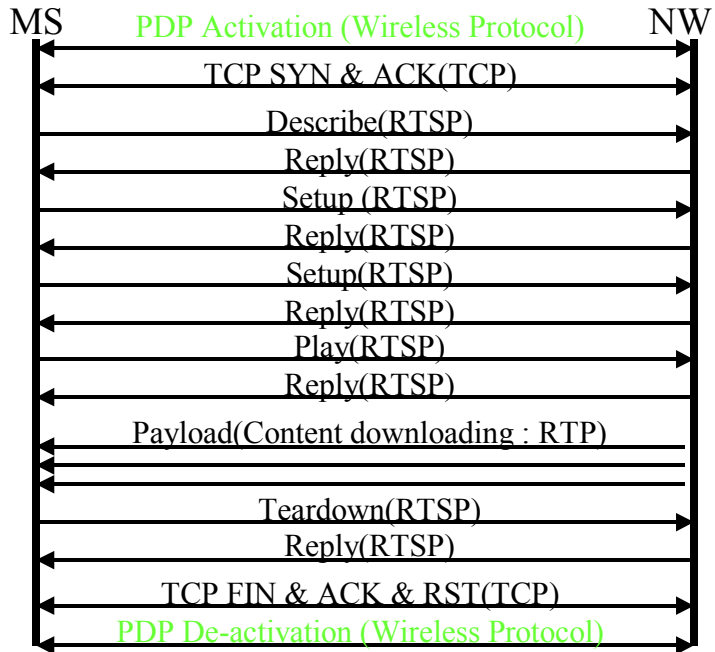 MS PDP Activation (Wireless Protocol) NW
TCP SYN & ACK(TCP)
Describe(RTSP)
Reply(RTSP)
Setup (RTSP)
Reply(RTSP)
Setup(RTSP)
Reply(RTSP)
Play(RTSP)
Reply(RTSP)
Payload(Content downloading : RTP)
Teardown(RTSP)
Reply(RTSP)
TCP FIN & ACK & RST(TCP)
PDP De-activation (Wireless Protocol)